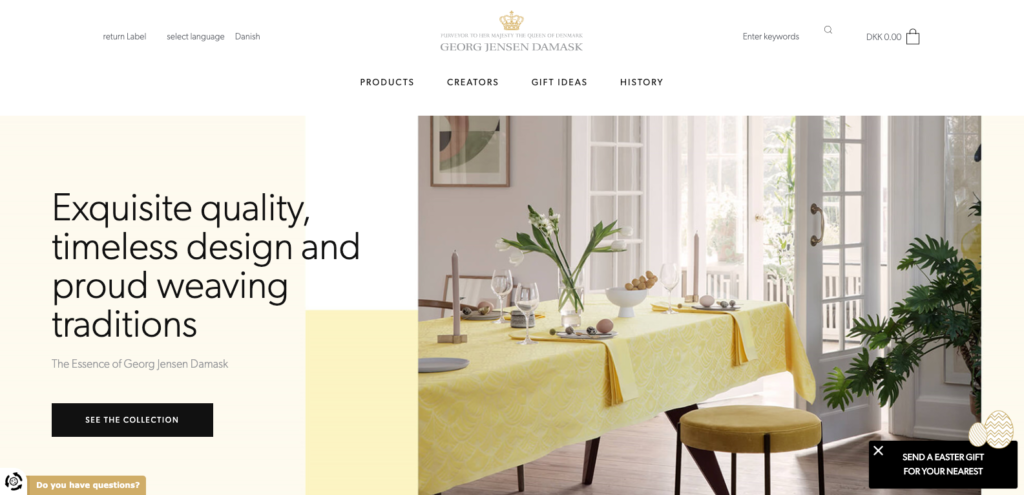 return Label
select language
Danish
PURVEYOR TO HER MAJESTY THE QUEEN OF DENMARK
GEORG JENSEN DAMASK
Enter keywords
DKK 0.00
PRODUCTS
CREATORS
GIFT IDEAS
HISTORY
Exquisite quality,
timeless design and
proud weaving
traditions
The Essence of Georg Jensen Damask
SEE THE COLLECTION
Do you have questions?
SEND A EASTER GIFT
FOR YOUR NEAREST